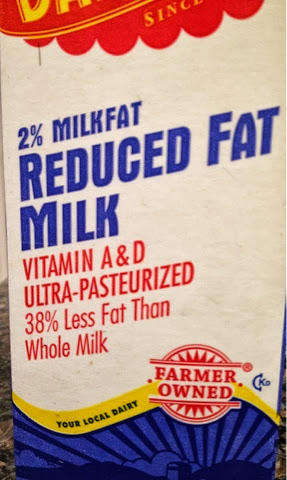 SINCE
2% MILKFAT
REDUCED FAT
MILK
VITAMIN A & D
ULTRA-PASTEURIZED
38% Less Fat Than
Whole Milk
FARMER ®
OWNED
YOUR LOCAL DAIRY